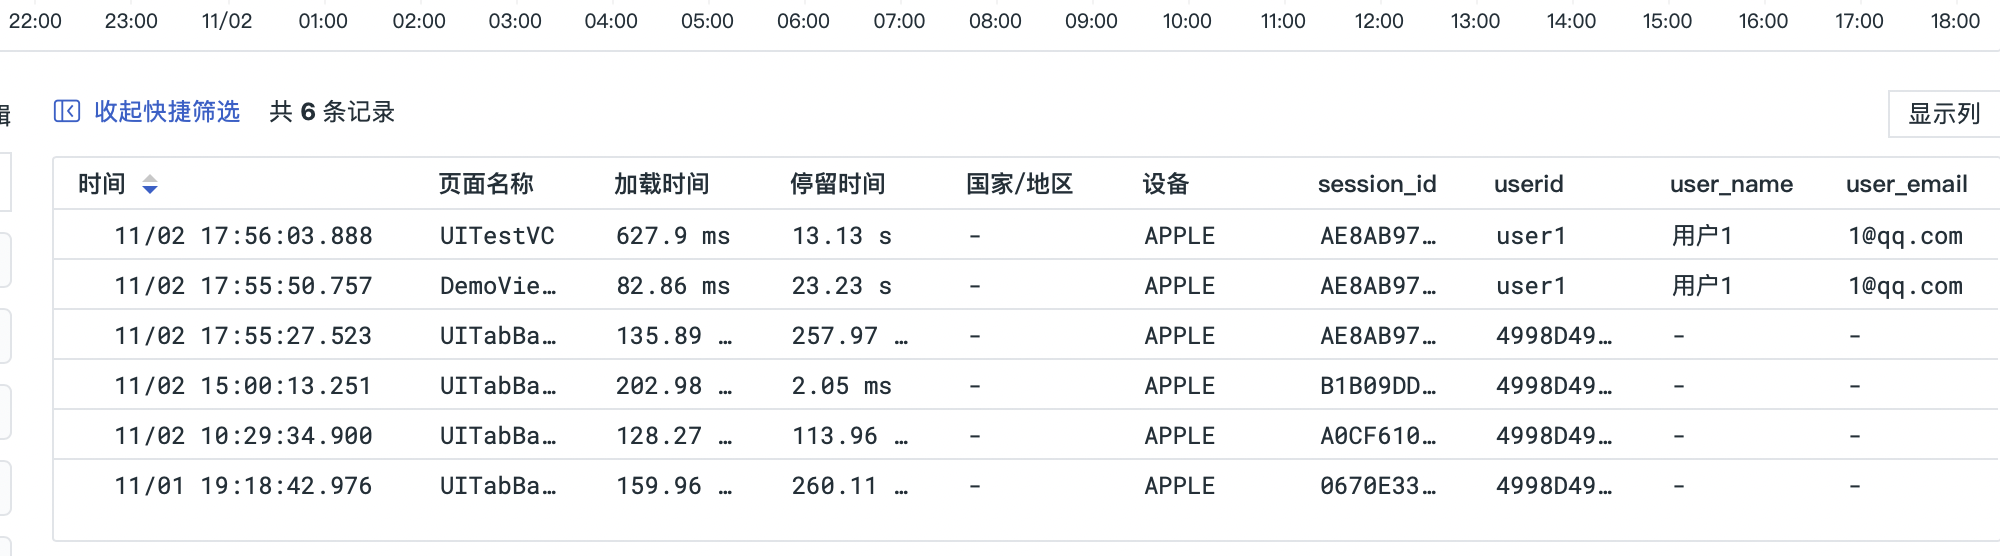 22:00 23:00 11/02 01:00 02:00 03:00 04:00 05:00 06:00 07:00 08:00 09:00 10:00 11:00 12:00 13:00 14:00 15:00 16:00 17:00 18:00
收起快捷筛选 共 6 条记录 显示列
时间 页面名称 加载时间 停留时间 国家/地区 设备 session_id userid user_name user_email
11/02 17:56:03.888 UITestVC 627.9 ms 13.13 s - APPLE AE8AB97… user1 用户1 1@qq.com
11/02 17:55:50.757 DemoVie… 82.86 ms 23.23 s - APPLE AE8AB97… user1 用户1 1@qq.com
11/02 17:55:27.523 UITabBa… 135.89 … 257.97 … - APPLE AE8AB97… 4998D49… - -
11/02 15:00:13.251 UITabBa… 202.98 … 2.05 ms - APPLE B1B09DD… 4998D49… - -
11/02 10:29:34.900 UITabBa… 128.27 … 113.96 … - APPLE A0CF610… 4998D49… - -
11/01 19:18:42.976 UITabBa… 159.96 … 260.11 … - APPLE 0670E33… 4998D49… - -